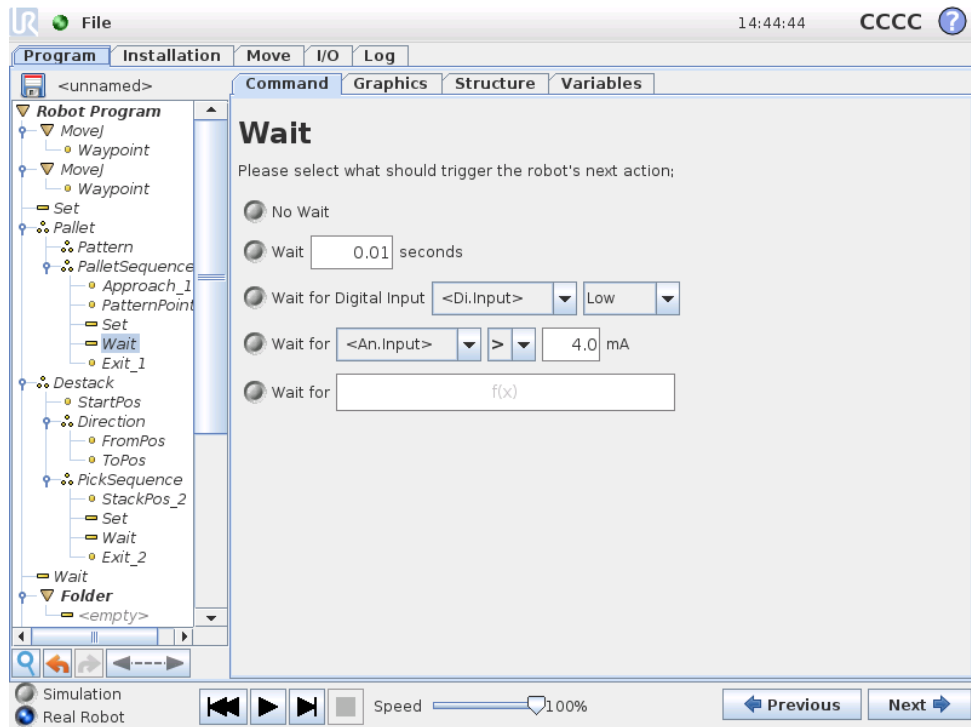 UR File 14:44:44 CCCC ?
Program Installation Move I/O Log
<unnamed>
Command Graphics Structure Variables
Robot Program
MoveJ
Waypoint
MoveJ
Waypoint
Set
Pallet
Pattern
PalletSequence
Approach_1
PatternPoint
Set
Wait
Exit_1
Destack
StartPos
Direction
FromPos
ToPos
PickSequence
StackPos_2
Set
Wait
Exit_2
Wait
Folder
<empty>
Wait
Please select what should trigger the robot's next action;
No Wait
Wait 0.01 seconds
Wait for Digital Input <Di.Input> Low
Wait for <An.Input> > 4.0 mA
Wait for f(x)
Simulation
Real Robot
Speed 100%
Previous Next